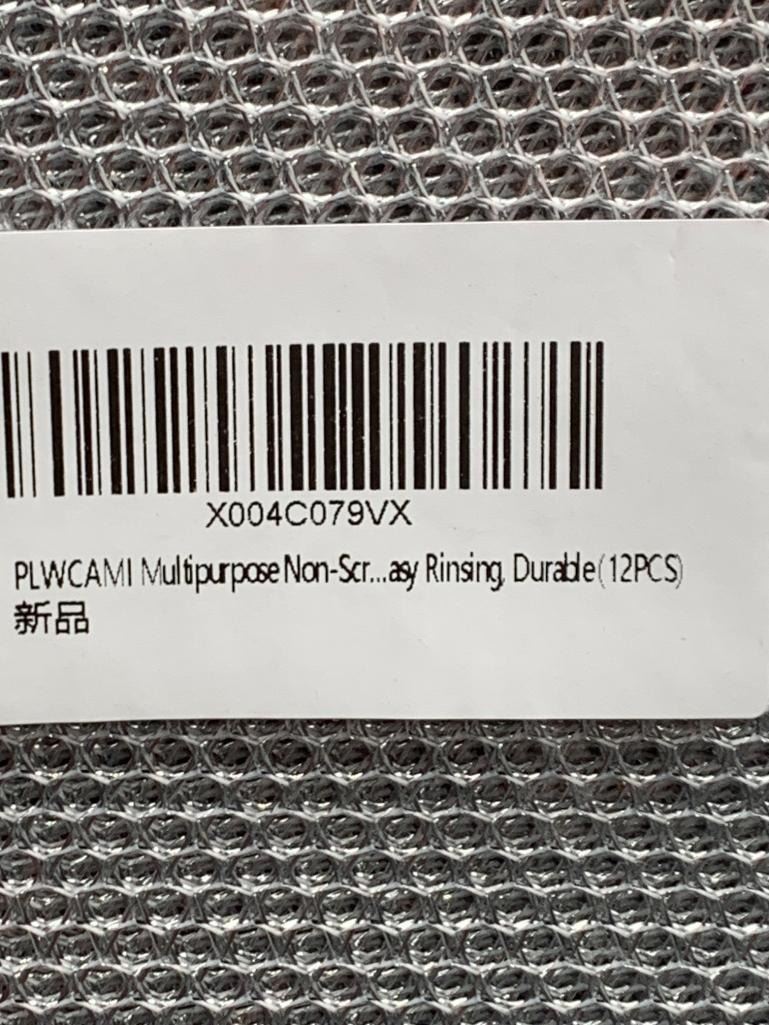 X004C079VX
PLWCAMI Multipurpose Non-Scr...asy Rinsing, Durable(12PCS)
新品